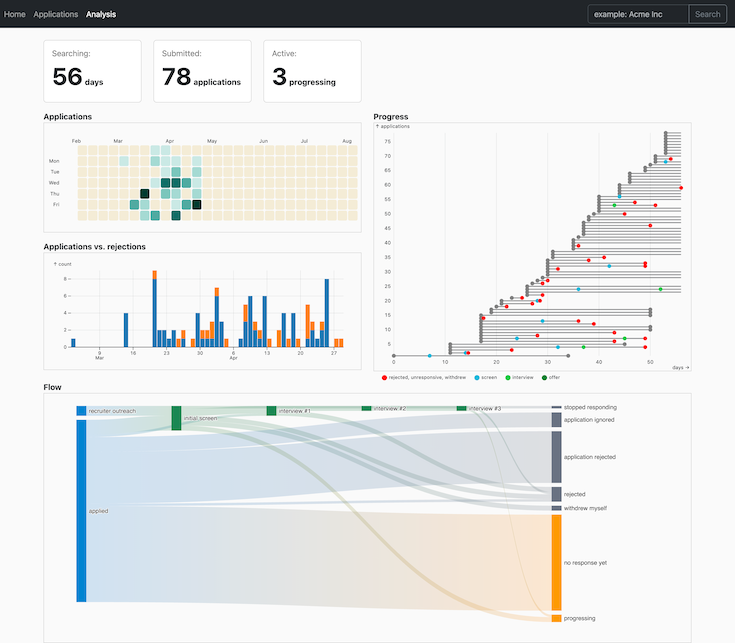 Home Applications Analysis
example: Acme Inc Search
Searching:
56 days
Submitted:
78 applications
Active:
3 progressing
Applications
Feb Mar Apr May Jun Jul Aug
Mon
Tue
Wed
Thu
Fri
Applications vs. rejections
↑ count
8
6
4
2
0
9 16 23 30 6 13 20 27
Mar Apr
Progress
↑ applications
75
70
65
60
55
50
45
40
35
30
25
20
15
10
5
0 10 20 30 40 50
days →
rejected, unresponsive, withdrew screen interview offer
Flow
recruiter outreach
initial screen
interview #1
interview #2
interview #3
stopped responding
application ignored
application rejected
applied
rejected
withdrew myself
no response yet
progressing